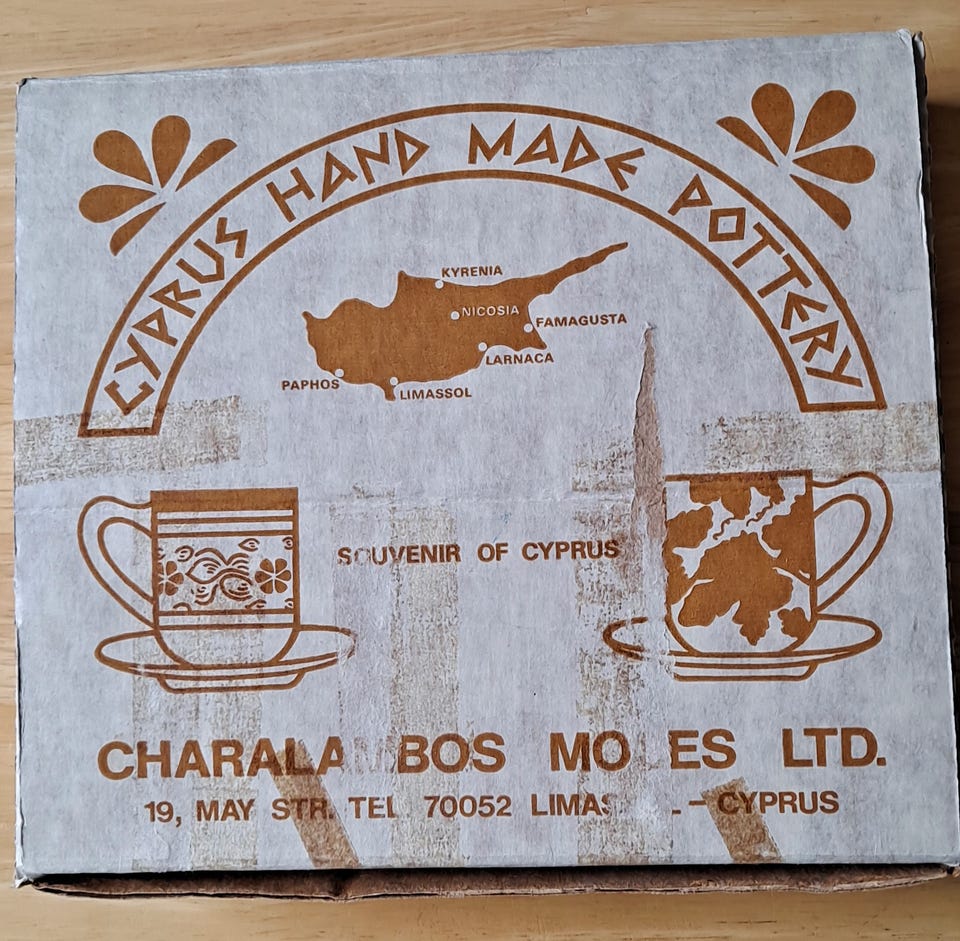 CYPRUS HAND MADE POTTERY
KYRENIA
NICOSIA
FAMAGUSTA
LARNACA
PAPHOS
LIMASSOL
SOUVENIR OF CYPRUS
LTD.
19, MAY STR. TEL 70052 - CYPRUS